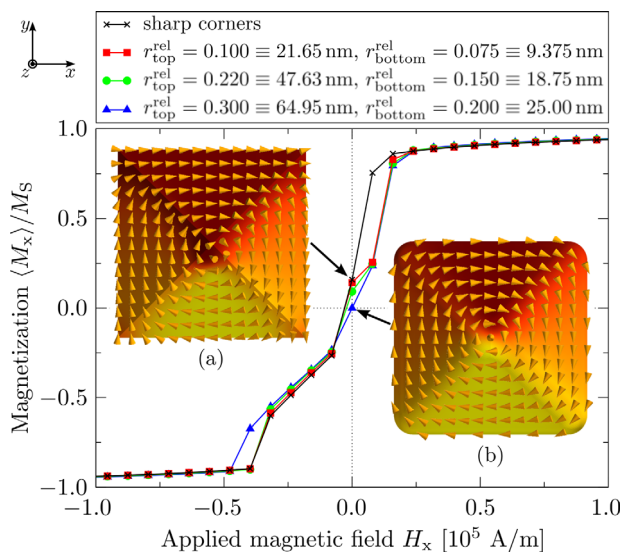 y
z x
sharp corners
r_top^rel = 0.100 ≡ 21.65 nm, r_bottom^rel = 0.075 ≡ 9.375 nm
r_top^rel = 0.220 ≡ 47.63 nm, r_bottom^rel = 0.150 ≡ 18.75 nm
r_top^rel = 0.300 ≡ 64.95 nm, r_bottom^rel = 0.200 ≡ 25.00 nm
Magnetization ⟨M_x⟩/M_S
1.0
0.5
0.0
−0.5
−1.0
(a)
(b)
−1.0 −0.5 0.0 0.5 1.0
Applied magnetic field H_x [10^5 A/m]